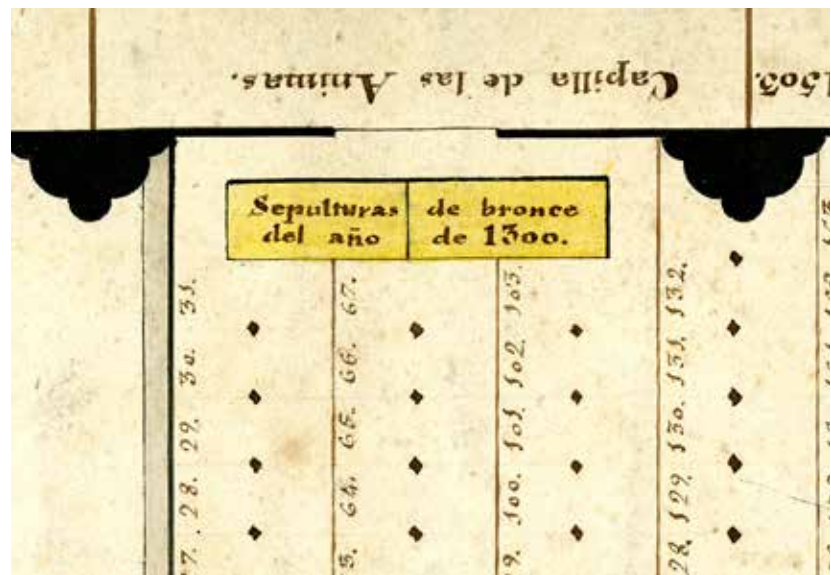 Capilla de las Animas.
Sepulturas de bronce
del año de 1300.
28. 29. 30. 31.
64. 65. 66. 67.
100. 101. 102. 103.
129. 130. 131. 132.